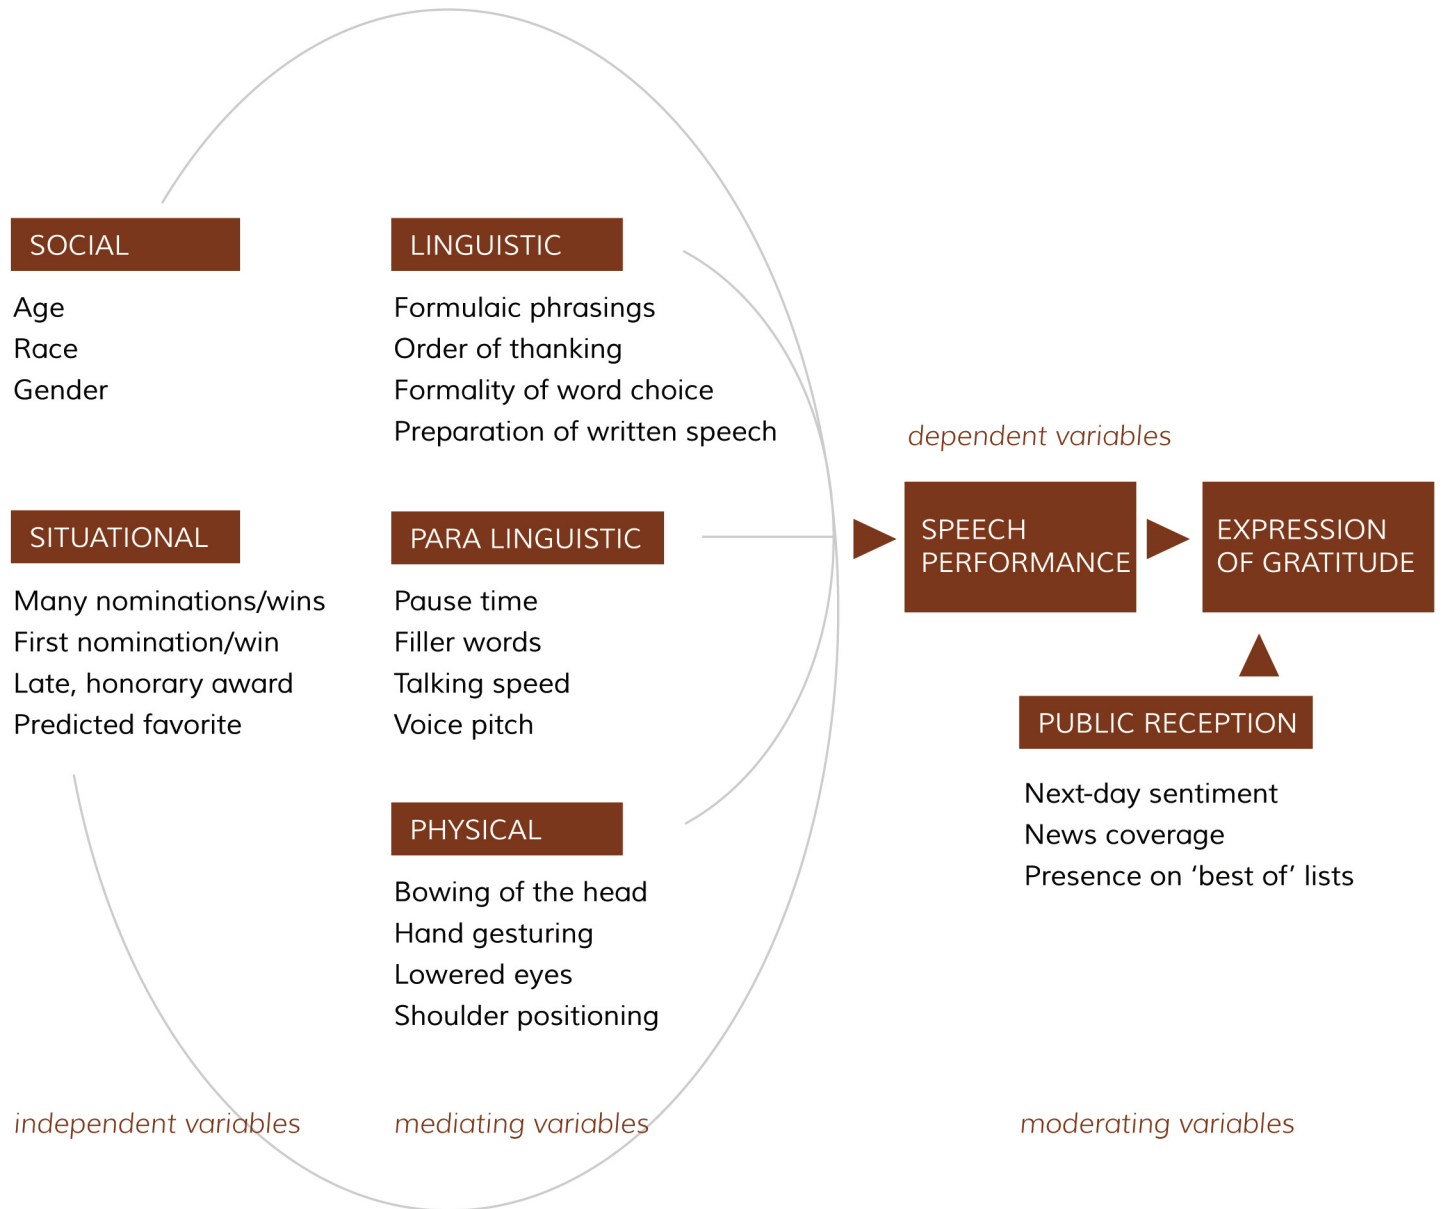 SOCIAL
Age
Race
Gender
SITUATIONAL
Many nominations/wins
First nomination/win
Late, honorary award
Predicted favorite
independent variables
LINGUISTIC
Formulaic phrasings
Order of thanking
Formality of word choice
Preparation of written speech
PARA LINGUISTIC
Pause time
Filler words
Talking speed
Voice pitch
PHYSICAL
Bowing of the head
Hand gesturing
Lowered eyes
Shoulder positioning
mediating variables
dependent variables
SPEECH
PERFORMANCE
EXPRESSION
OF GRATITUDE
PUBLIC RECEPTION
Next-day sentiment
News coverage
Presence on ‘best of’ lists
moderating variables